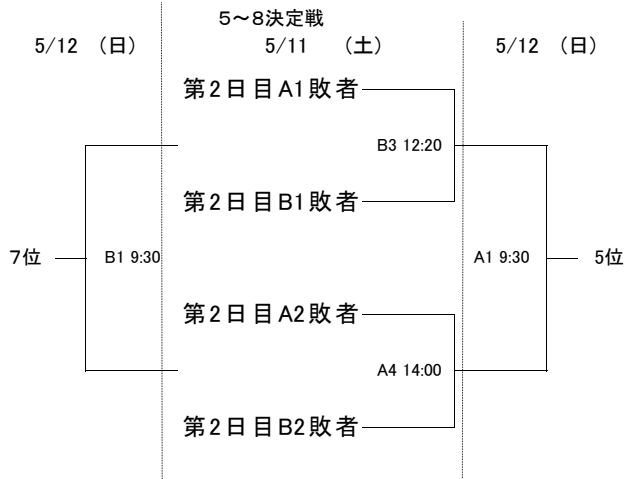 ５～８決定戦
5/12　（日）　5/11　（土）　5/12　（日）
第2日目A1敗者
B3 12:20
第2日目B1敗者
７位　B1 9:30　A1 9:30　5位
第2日目A2敗者
A4 14:00
第2日目B2敗者